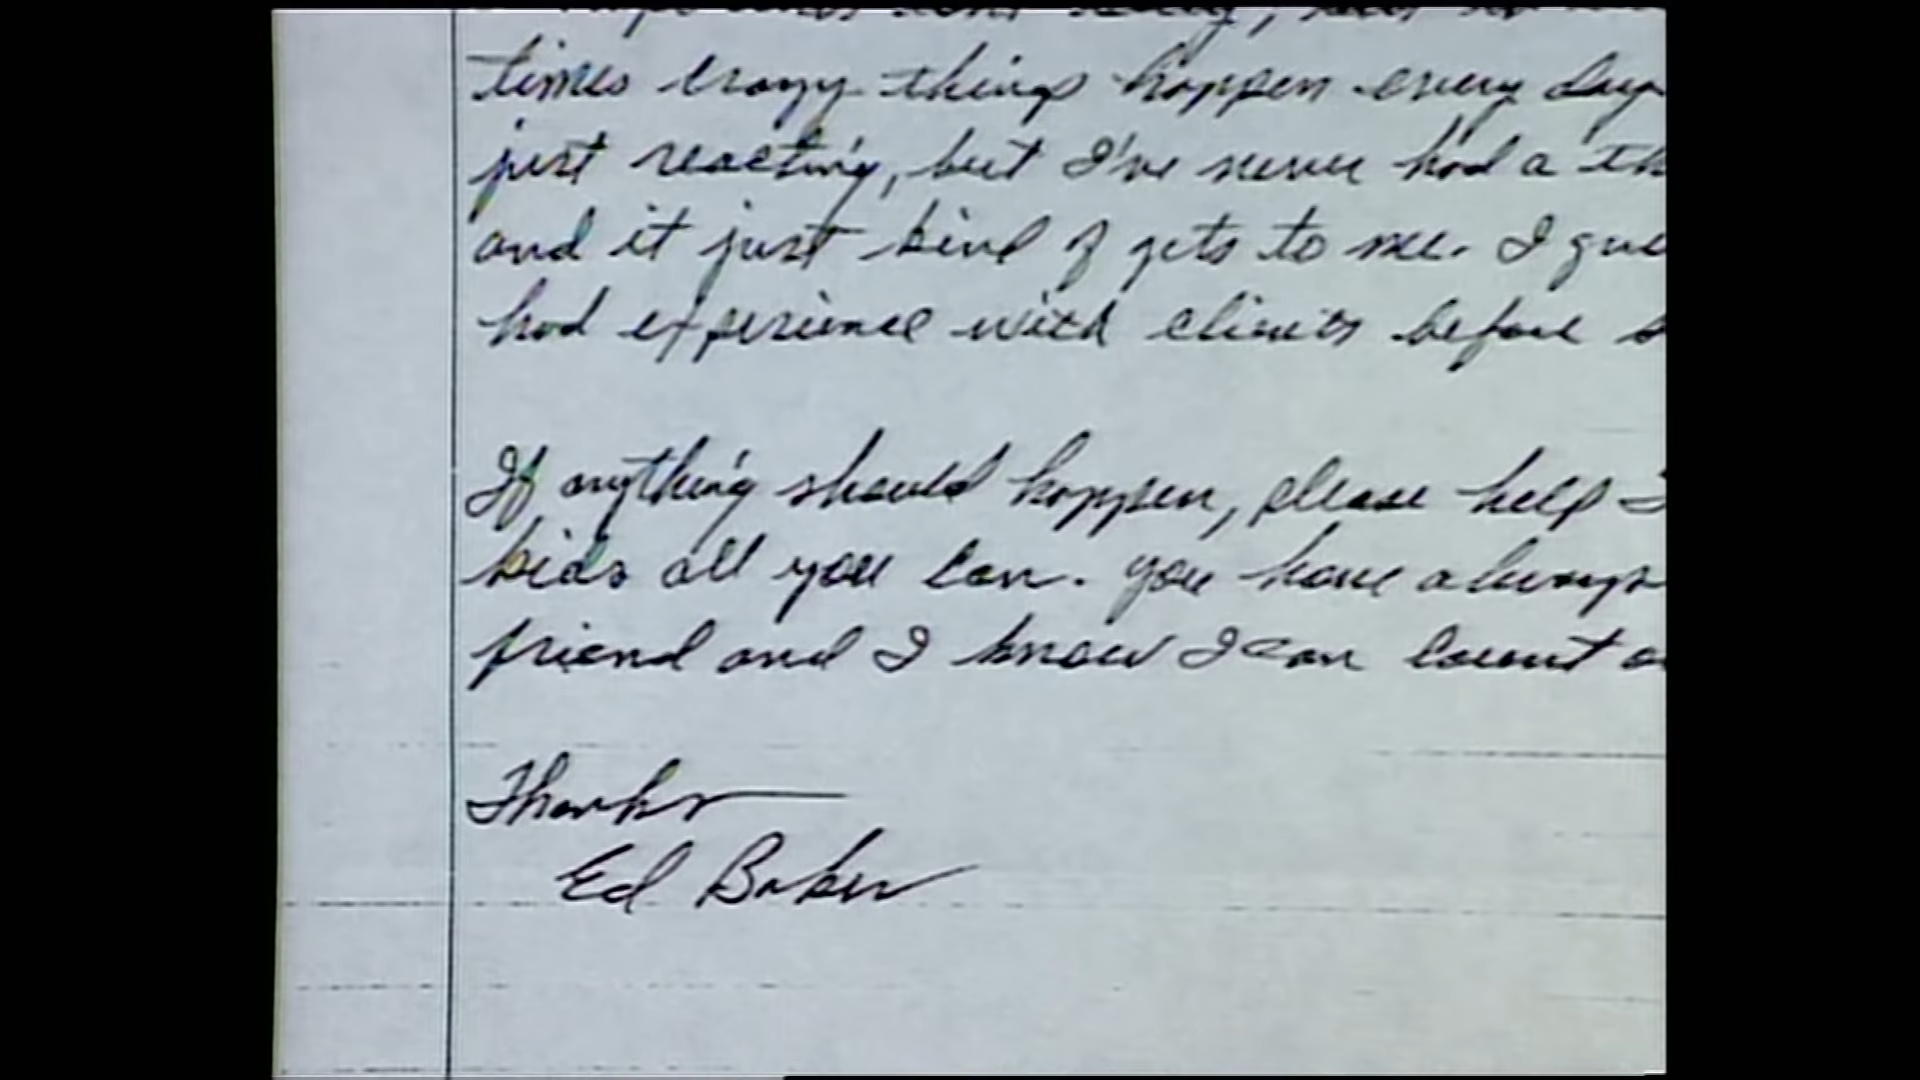 times crazy things happen every day
just reacting, but I've never had a th
and it just kind of gets to me. I gue
had experience with clients before s
If anything should happen, please help
kids all you can. You have always
friend and I know I can count o
Thanks
Ed Baker